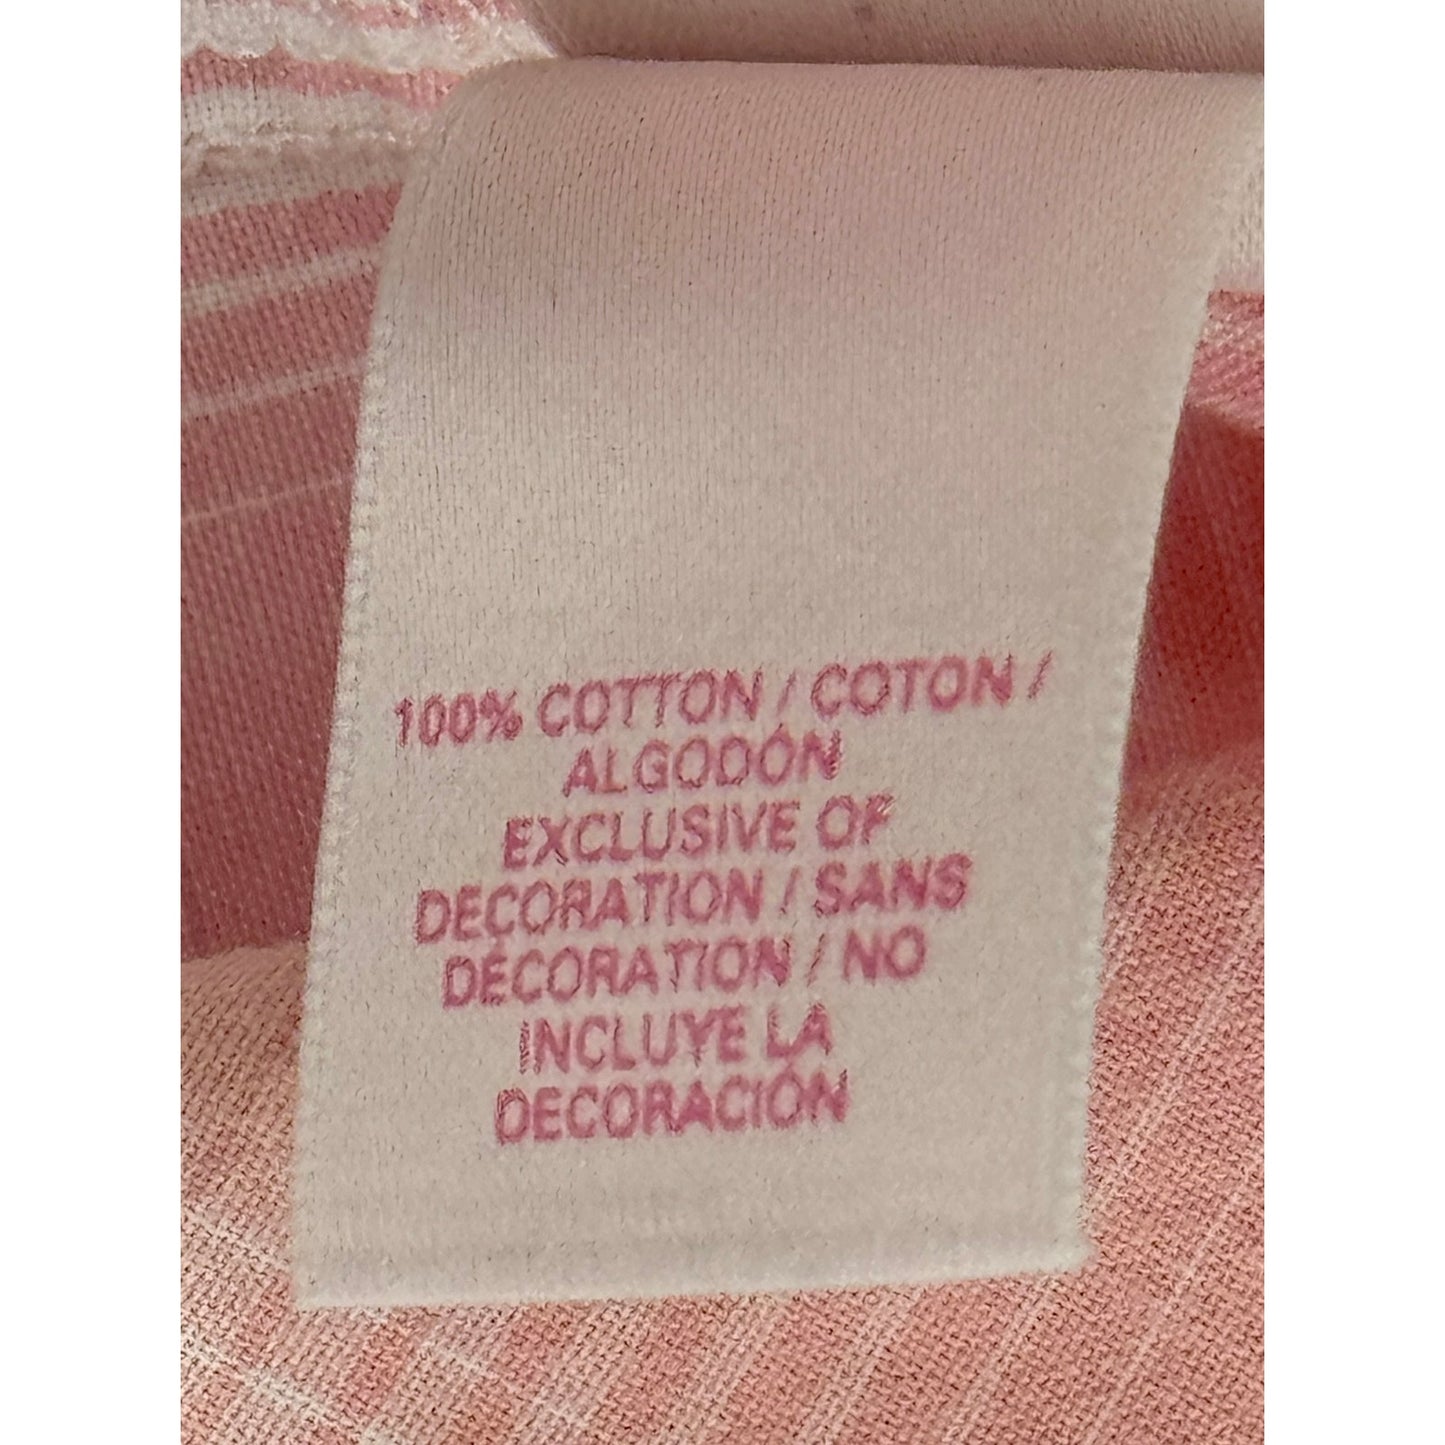 100% COTTON / COTON /
ALGODÓN
EXCLUSIVE OF
DECORATION / SANS
DÉCORATION / NO
INCLUYE LA
DECORACIÓN